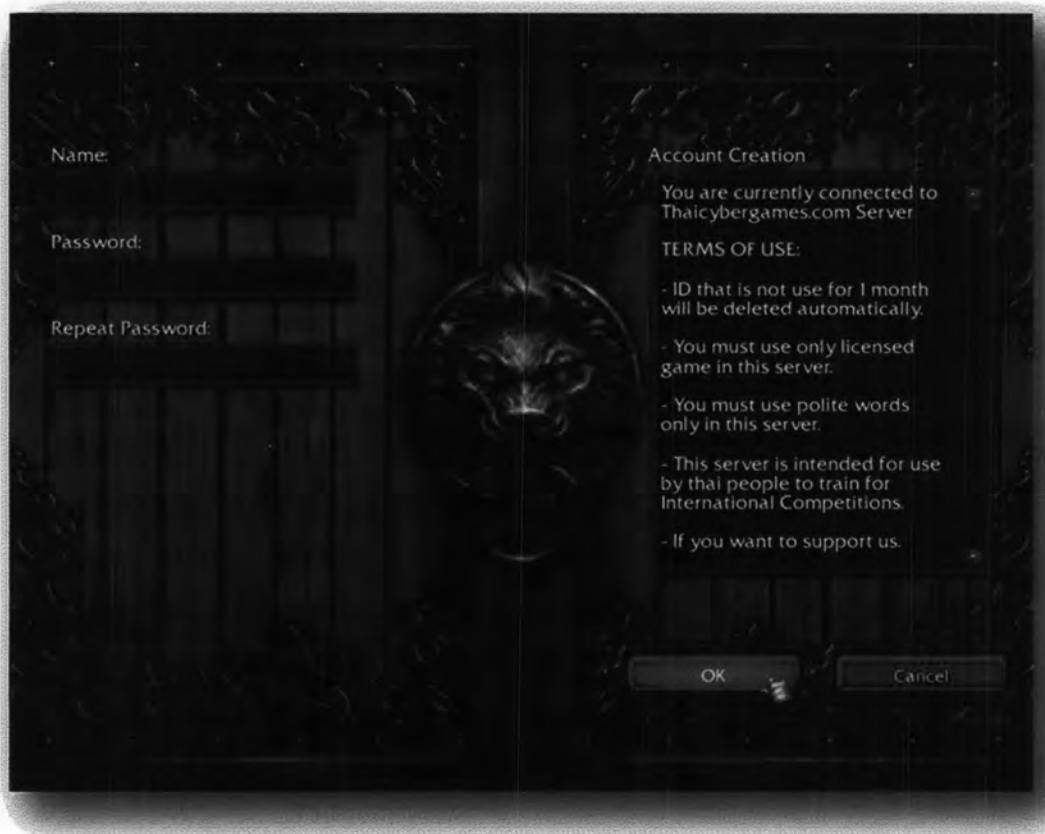 Name:
Password:
Repeat Password:
Account Creation
You are currently connected to
Thaicybergames.com Server
TERMS OF USE:
- ID that is not use for 1 month
will be deleted automatically.
- You must use only licensed
game in this server.
- You must use polite words
only in this server.
- This server is intended for use
by thai people to train for
International Competitions.
- If you want to support us.
OK
Cancel